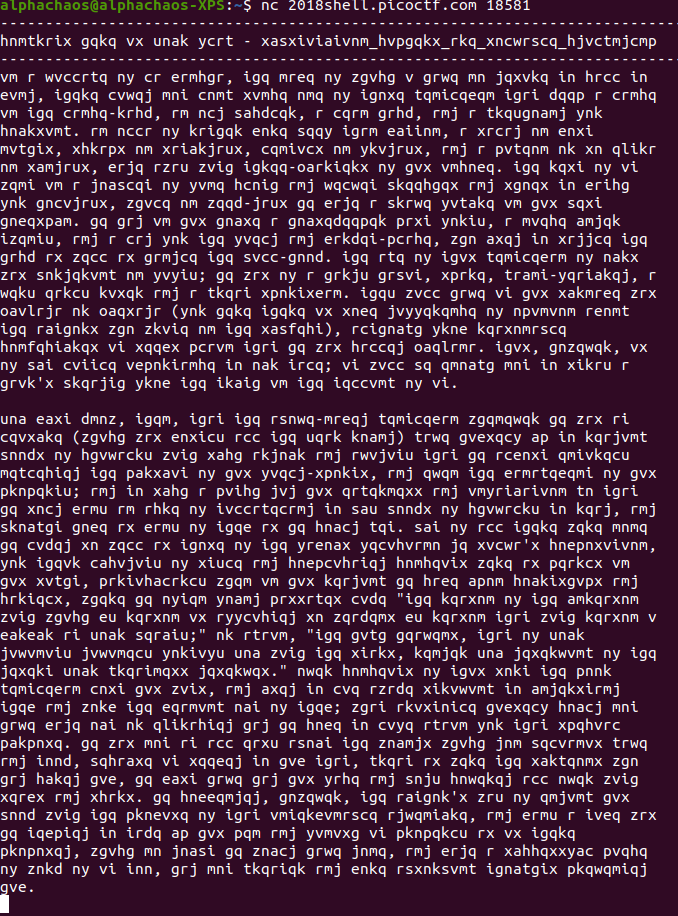 alphachaos@alphachaos-XPS:~$ nc 2018shell.picoctf.com 18581
-------------------------------------------------------------------------------
hnmtkrix gqkq vx unak ycrt - xasxiviaivnm_hvpgqkx_rkq_xncwrscq_hjvctmjcmp
-------------------------------------------------------------------------------
vm r wvccrtq ny cr ermhgr, igq mreq ny zgvhg v grwq mn jqxvkq in hrcc in
evmj, igqkq cvwqj mni cnmt xvmhq nmq ny ignxq tqmicqeqm igri dqqp r crmhq
vm igq crmhq-krhd, rm ncj sahdcqk, r cqrm grhd, rmj r tkqugnamj ynk
hnakxvmt. rm nccr ny krigqk enkq sqqy igrm eaiinm, r xrcrj nm enxi
mvtgix, xhkrpx nm xriakjrux, cqmivcx nm ykvjrux, rmj r pvtqnm nk xn qlikr
nm xamjrux, erjq rzru zvig igkqq-oarkiqkx ny gvx vmhneq. igq kqxi ny vi
zqmi vm r jnascqi ny yvmq hcnig rmj wqcwqi skqqhgqx rmj xgnqx in erihg
ynk gncvjrux, zgvcq nm zqqd-jrux gq erjq r skrwq yvtakq vm gvx sqxi
gneqxpam. gq grj vm gvx gnaxq r gnaxqdqqpqk prxi ynkiu, r mvqhq amjqk
izqmiu, rmj r crj ynk igq yvqcj rmj erkdqi-pcrhq, zgn axqj in xrjjcq igq
grhd rx zqcc rx grmjcq igq svcc-gnnd. igq rtq ny igvx tqmicqerm ny nakx
zrx snkjqkvmt nm yvyiu; gq zrx ny r grkju grsvi, xprkq, trami-yqriakqj, r
wqku qrkcu kvxqk rmj r tkqri xpnkixerm. igqu zvcc grwq vi gvx xakmreq zrx
oavlrjr nk oaqxrjr (ynk gqkq igqkq vx xneq jvyyqkqmhq ny npvmvnm renmt
igq raignkx zgn zkviq nm igq xasfqhi), rcignatg ykne kqrxnmrscq
hnmfqhiakqx vi xqqex pcrvm igri gq zrx hrccqj oaqlrmr. igvx, gnzqwqk, vx
ny sai cviicq vepnkirmhq in nak ircq; vi zvcc sq qmnatg mni in xikru r
grvk'x skqrjig ykne igq ikaig vm igq iqccvmt ny vi.

una eaxi dmnz, igqm, igri igq rsnwq-mreqj tqmicqerm zgqmqwqk gq zrx ri
cqvxakq (zgvhg zrx enxicu rcc igq uqrk knamj) trwq gvexqcy ap in kqrjvmt
snndx ny hgvwrcku zvig xahg rkjnak rmj rwvjviu igri gq rcenxi qmivkqcu
mqtcqhiqj igq pakxavi ny gvx yvqcj-xpnkix, rmj qwqm igq ermrtqeqmi ny gvx
pknpqkiu; rmj in xahg r pvihg jvj gvx qrtqkmqxx rmj vmyriarivnm tn igri
gq xncj ermu rm rhkq ny ivccrtqcrmj in sau snndx ny hgvwrcku in kqrj, rmj
sknatgi gneq rx ermu ny igqe rx gq hnacj tqi. sai ny rcc igqkq zqkq mnmq
gq cvdqj xn zqcc rx ignxq ny igq yrenax yqcvhvrmn jq xvcwr'x hnepnxvivnm,
ynk igqvk cahvjviu ny xiucq rmj hnepcvhriqj hnmhqvix zqkq rx pqrkcx vm
gvx xvtgi, prkivhacrkcu zgqm vm gvx kqrjvmt gq hreq apnm hnakixgvpx rmj
hrkiqcx, zgqkq gq nyiqm ynamj prxxrtqx cvdq "igq kqrxnm ny igq amkqrxnm
zvig zgvhg eu kqrxnm vx ryycvhiqj xn zqrdqmx eu kqrxnm igri zvig kqrxnm v
eakeak ri unak sqraiu;" nk rtrvm, "igq gvtg gqrwqmx, igri ny unak
jvwvmviu jvwvmqcu ynkivyu una zvig igq xirkx, kqmjqk una jqxqkwvmt ny igq
jqxqki unak tkqrimqxx jqxqkwqx." nwqk hnmhqvix ny igvx xnki igq pnnk
tqmicqerm cnxi gvx zvix, rmj axqj in cvq rzrdq xikvwvmt in amjqkxirmj
igqe rmj znke igq eqrmvmt nai ny igqe; zgri rkvxinicq gvexqcy hnacj mni
grwq erjq nai nk qlikrhiqj grj gq hneq in cvyq rtrvm ynk igri xpqhvrc
pakpnxq. gq zrx mni ri rcc qrxu rsnai igq znamjx zgvhg jnm sqcvrmvx trwq
rmj innd, sqhraxq vi xqqeqj in gve igri, tkqri rx zqkq igq xaktqnmx zgn
grj hakqj gve, gq eaxi grwq grj gvx yrhq rmj snju hnwqkqj rcc nwqk zvig
xqrex rmj xhrkx. gq hneeqmjqj, gnzqwqk, igq raignk'x zru ny qmjvmt gvx
snnd zvig igq pknevxq ny igri vmiqkevmrscq rjwqmiakq, rmj ermu r iveq zrx
gq iqepiqj in irdq ap gvx pqm rmj yvmvxg vi pknpqkcu rx vx igqkq
pknpnxqj, zgvhg mn jnasi gq znacj grwq jnmq, rmj erjq r xahhqxxyac pvqhq
ny znkd ny vi inn, grj mni tkqriqk rmj enkq rsxnksvmt ignatgix pkqwqmiqj
gve.